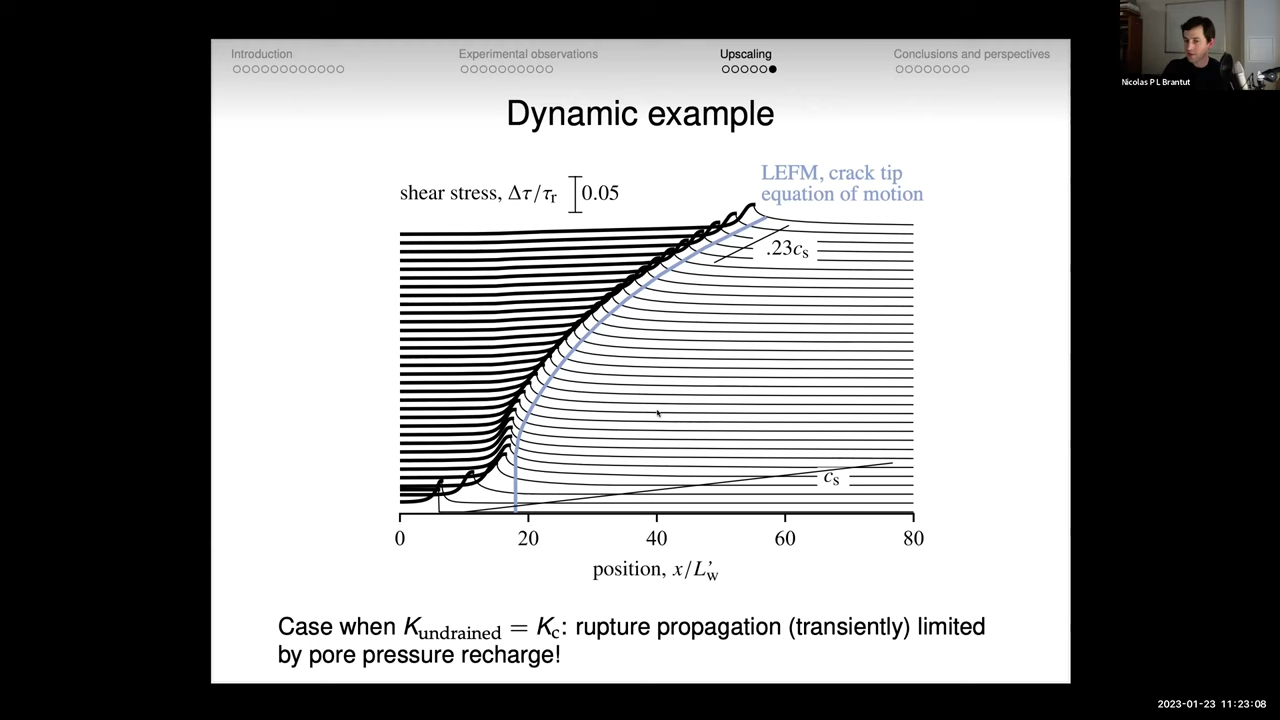 Introduction
Experimental observations
Upscaling
Conclusions and perspectives
Dynamic example
shear stress, Δτ/τr
0.05
LEFM, crack tip
equation of motion
.23cs
cs
0
20
40
60
80
position, x/L'w
Case when Kundrained = Kc: rupture propagation (transiently) limited
by pore pressure recharge!
Nicolas P L Brantut
2023-01-23 11:23:08